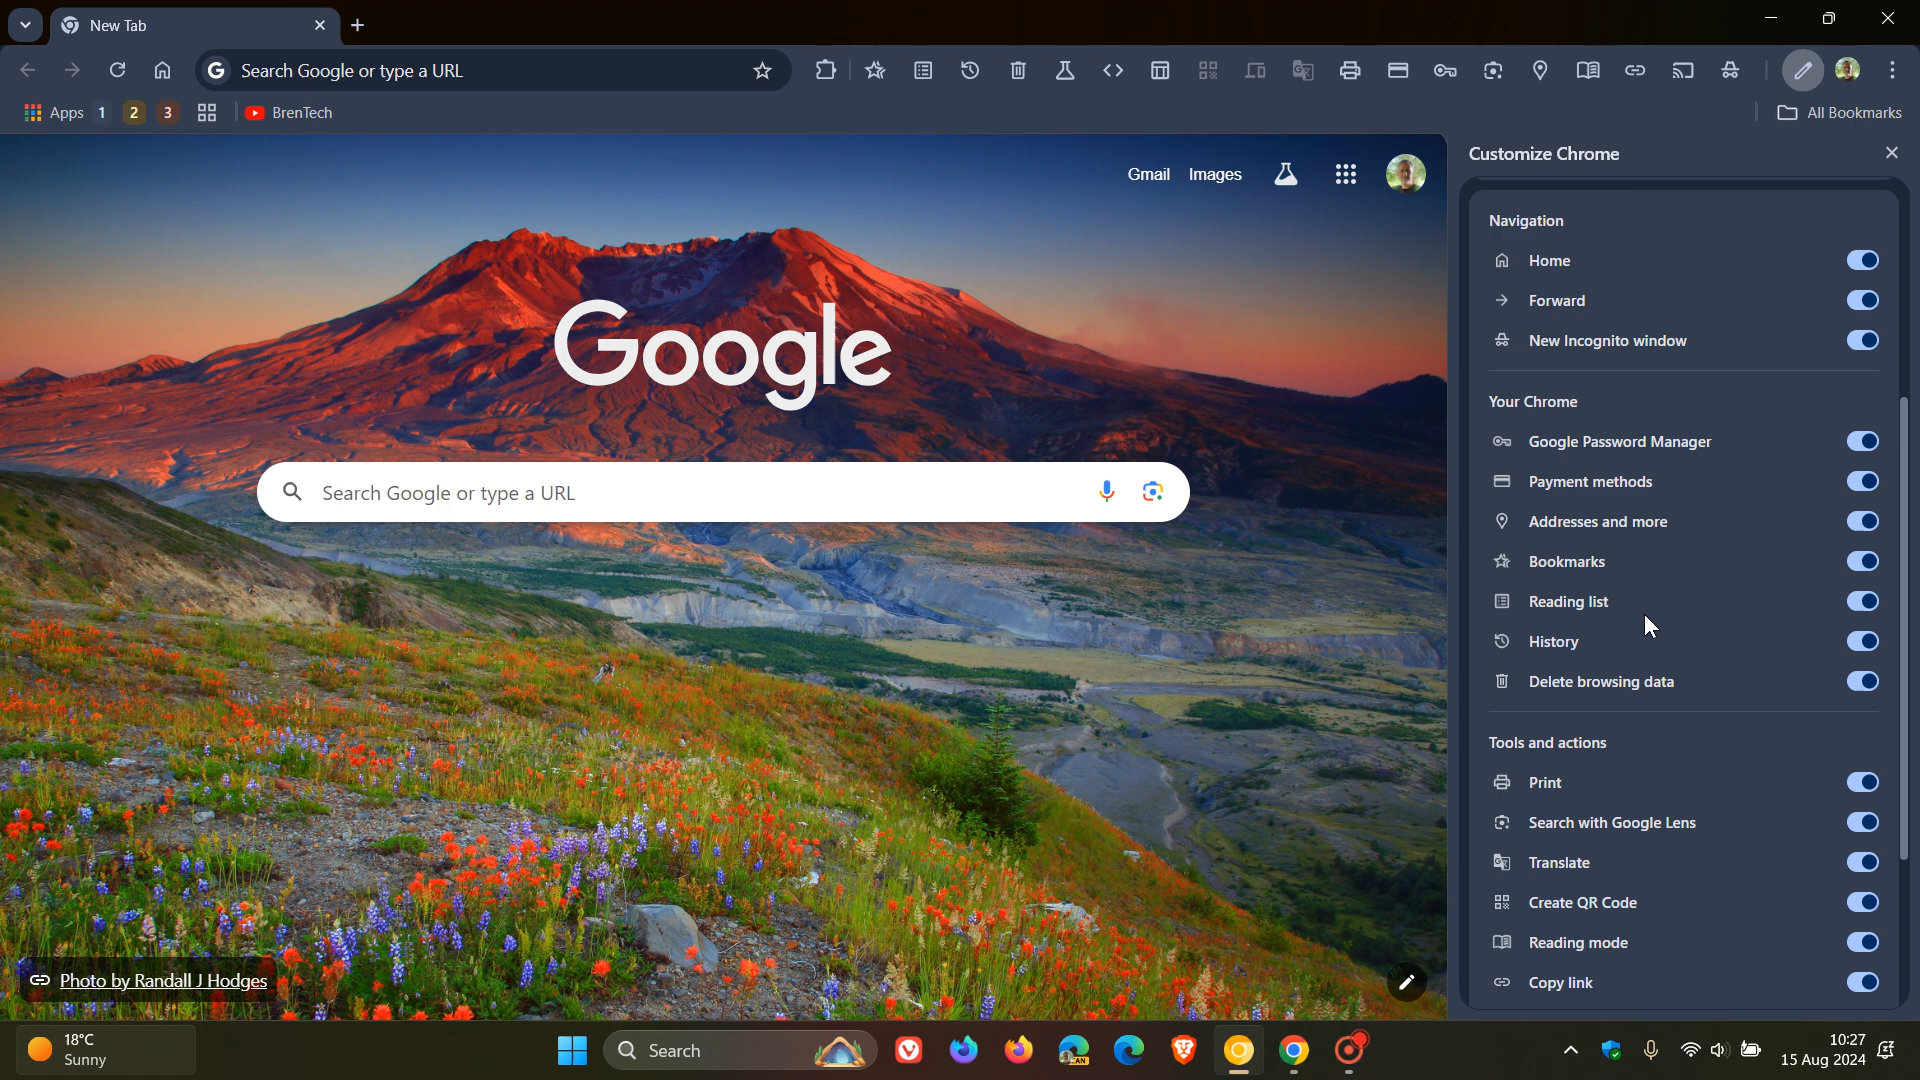 New Tab
Search Google or type a URL
Apps 1 2 3 BrenTech All Bookmarks
Gmail Images
Google
Search Google or type a URL
Photo by Randall J Hodges
Customize Chrome
Navigation
Home
Forward
New Incognito window
Your Chrome
Google Password Manager
Payment methods
Addresses and more
Bookmarks
Reading list
History
Delete browsing data
Tools and actions
Print
Search with Google Lens
Translate
Create QR Code
Reading mode
Copy link
18°C
Sunny
Search
CAN
10:27
15 Aug 2024